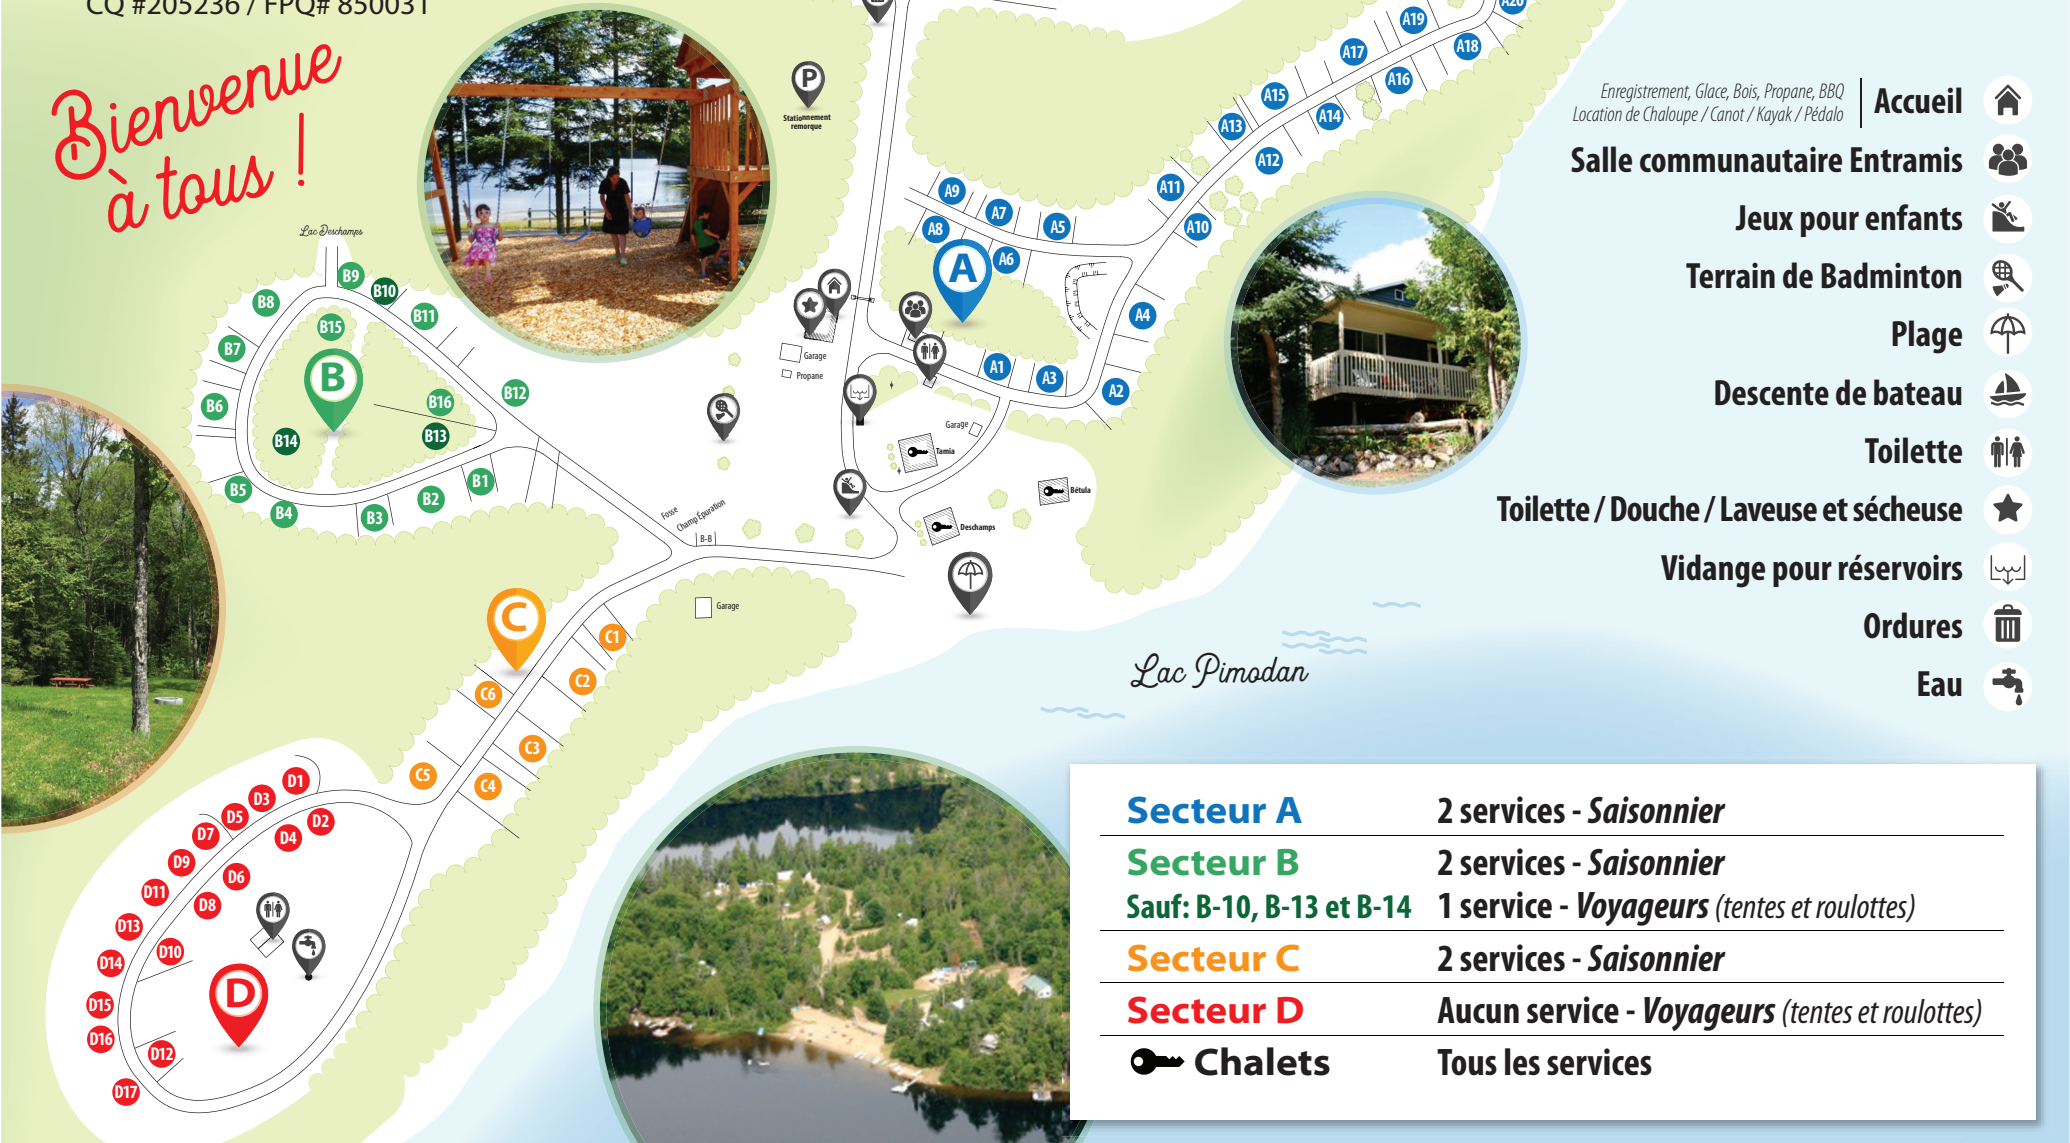 CQ #205236 / FPQ# 850031
Bienvenue
à tous !
P
Stationnement
remorque
A19
A20
A17
A18
A16
A15
A14
A13
A12
A11
A10
A9
A7
A5
A8
A6
A
A4
A1
A3
A2
Lac Deschamps
B9
B10
B8
B11
B15
B7
B
B12
B6
B16
B14
B13
B5
B1
B4
B2
B3
Garage
Propane
Garage
Tamia
Bétula
Deschamps
Fosse
Champ Épuration
B-B
Garage
C
C1
C2
C6
C3
C5
C4
D1
D3
D5
D2
D7
D4
D9
D6
D11
D8
D13
D10
D14
D
D15
D16
D12
D17
Lac Pimodan
Enregistrement, Glace, Bois, Propane, BBQ
Location de Chaloupe / Canot / Kayak / Pédalo
Accueil
Salle communautaire Entramis
Jeux pour enfants
Terrain de Badminton
Plage
Descente de bateau
Toilette
Toilette / Douche / Laveuse et sécheuse
Vidange pour réservoirs
Ordures
Eau
Secteur A 2 services - Saisonnier
Secteur B 2 services - Saisonnier
Sauf: B-10, B-13 et B-14 1 service - Voyageurs (tentes et roulottes)
Secteur C 2 services - Saisonnier
Secteur D Aucun service - Voyageurs (tentes et roulottes)
Chalets Tous les services